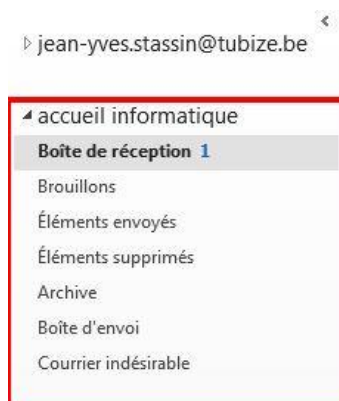 jean-yves.stassin@tubize.be
accueil informatique
Boîte de réception 1
Brouillons
Éléments envoyés
Éléments supprimés
Archive
Boîte d'envoi
Courrier indésirable